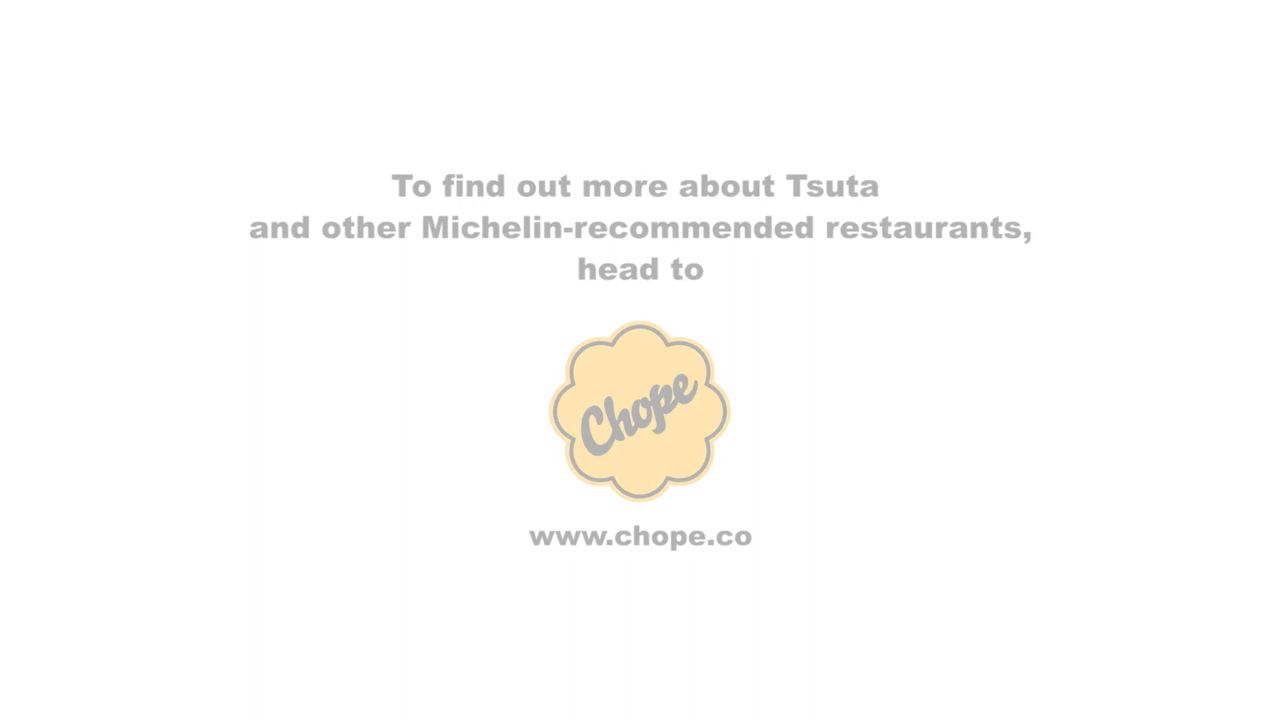 To find out more about Tsuta
and other Michelin-recommended restaurants,
head to
Chope
www.chope.co